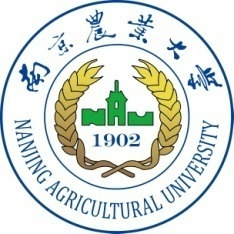 南京農業大學
1902
NANJING AGRICULTURAL UNIVERSITY